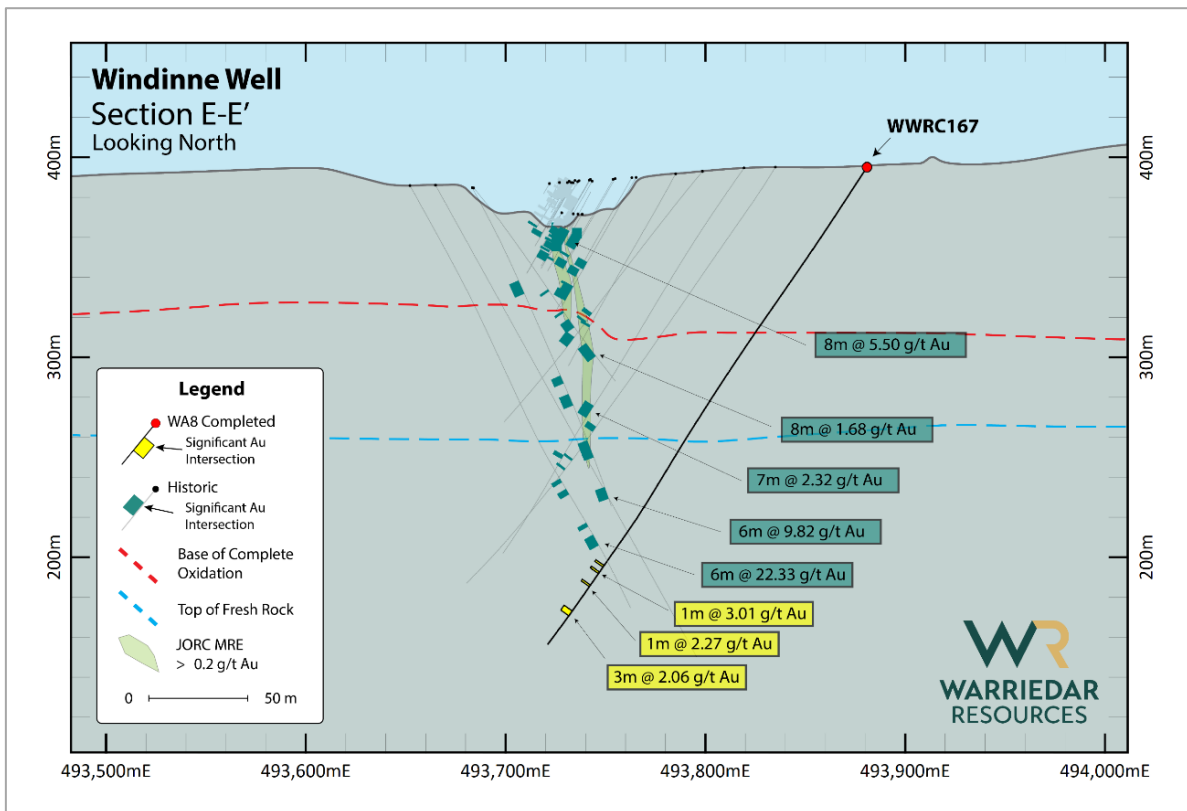 Windinne Well
Section E-E'
Looking North
WWRC167
400m
300m
200m
400m
300m
200m
8m @ 5.50 g/t Au
8m @ 1.68 g/t Au
7m @ 2.32 g/t Au
6m @ 9.82 g/t Au
6m @ 22.33 g/t Au
1m @ 3.01 g/t Au
1m @ 2.27 g/t Au
3m @ 2.06 g/t Au
Legend
WA8 Completed
Significant Au
Intersection
Historic
Significant Au
Intersection
Base of Complete
Oxidation
Top of Fresh Rock
JORC MRE
> 0.2 g/t Au
0 50 m
WR
WARRIEDAR
RESOURCES
493,500mE 493,600mE 493,700mE 493,800mE 493,900mE 494,000mE